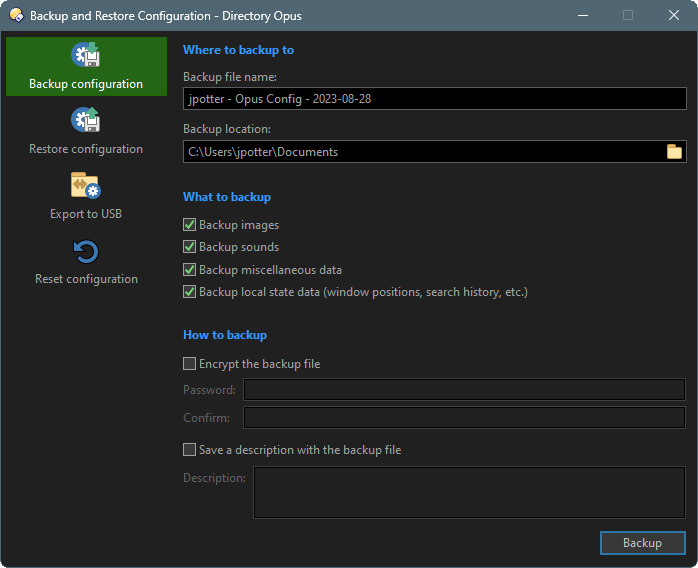 Backup and Restore Configuration - Directory Opus
Backup configuration
Restore configuration
Export to USB
Reset configuration
Where to backup to
Backup file name:
jpotter - Opus Config - 2023-08-28
Backup location:
C:\Users\jpotter\Documents
What to backup
Backup images
Backup sounds
Backup miscellaneous data
Backup local state data (window positions, search history, etc.)
How to backup
Encrypt the backup file
Password:
Confirm:
Save a description with the backup file
Description:
Backup